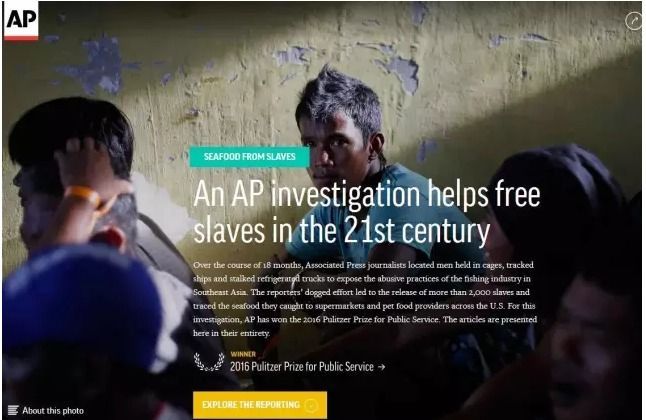 AP
SEAFOOD FROM SLAVES
An AP investigation helps free
slaves in the 21st century
Over the course of 18 months, Associated Press journalists located men held in cages, tracked
ships and stalked refrigerated trucks to expose the abusive practices of the fishing industry in
Southeast Asia. The reporters' dogged effort led to the release of more than 2,000 slaves and
traced the seafood they caught to supermarkets and pet food providers across the U.S. For this
investigation, AP has won the 2016 Pulitzer Prize for Public Service. The articles are presented
here in their entirety.
WINNER
2016 Pulitzer Prize for Public Service →
EXPLORE THE REPORTING
About this photo